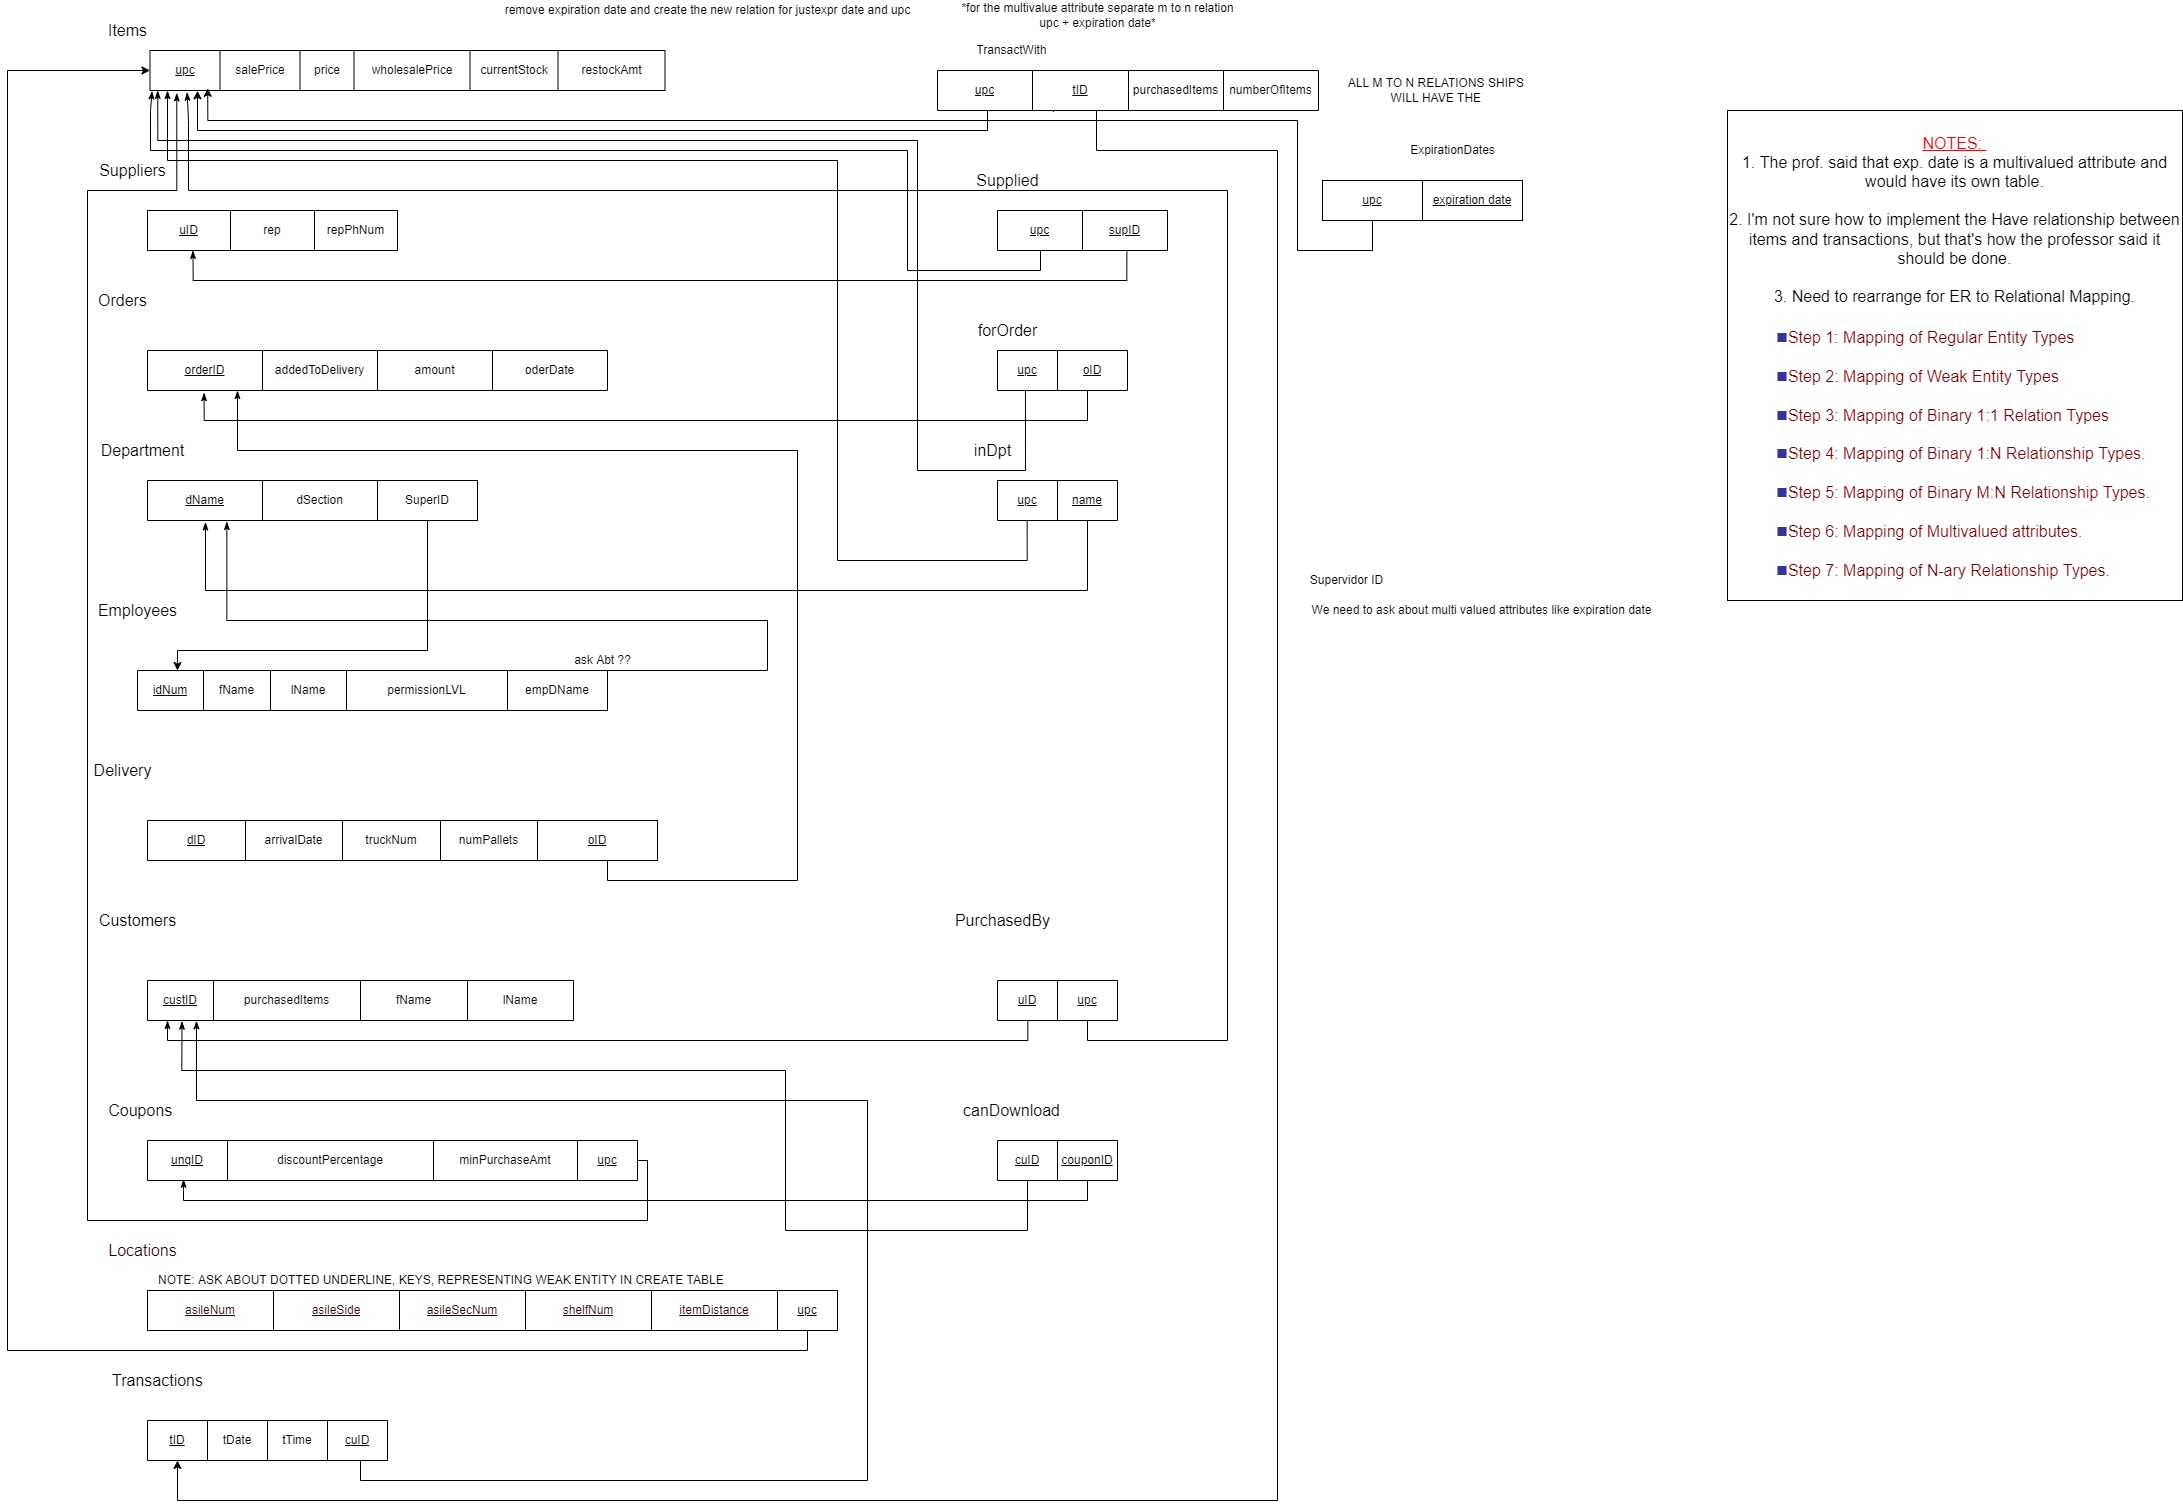 remove expiration date and create the new relation for justexpr date and upc
*for the multivalue attribute separate m to n relation
upc + expiration date*
Items
upc salePrice price wholesalePrice currentStock restockAmt
TransactWith
upc tID purchasedItems numberOfItems
ALL M TO N RELATIONS SHIPS
WILL HAVE THE
ExpirationDates
upc expiration date
Suppliers
uID rep repPhNum
Supplied
upc supID
Orders
orderID addedToDelivery amount oderDate
forOrder
upc oID
Department
dName dSection SuperID
inDpt
upc name
Employees
ask Abt ??
idNum fName lName permissionLVL empDName
Supervidor ID
We need to ask about multi valued attributes like expiration date
Delivery
dID arrivalDate truckNum numPallets oID
Customers
custID purchasedItems fName lName
PurchasedBy
uID upc
Coupons
unqID discountPercentage minPurchaseAmt upc
canDownload
cuID couponID
Locations
NOTE: ASK ABOUT DOTTED UNDERLINE, KEYS, REPRESENTING WEAK ENTITY IN CREATE TABLE
asileNum asileSide asileSecNum shelfNum itemDistance upc
Transactions
tID tDate tTime cuID
NOTES:
1. The prof. said that exp. date is a multivalued attribute and
would have its own table.
2. I'm not sure how to implement the Have relationship between
items and transactions, but that's how the professor said it
should be done.
3. Need to rearrange for ER to Relational Mapping.
■Step 1: Mapping of Regular Entity Types
■Step 2: Mapping of Weak Entity Types
■Step 3: Mapping of Binary 1:1 Relation Types
■Step 4: Mapping of Binary 1:N Relationship Types.
■Step 5: Mapping of Binary M:N Relationship Types.
■Step 6: Mapping of Multivalued attributes.
■Step 7: Mapping of N-ary Relationship Types.